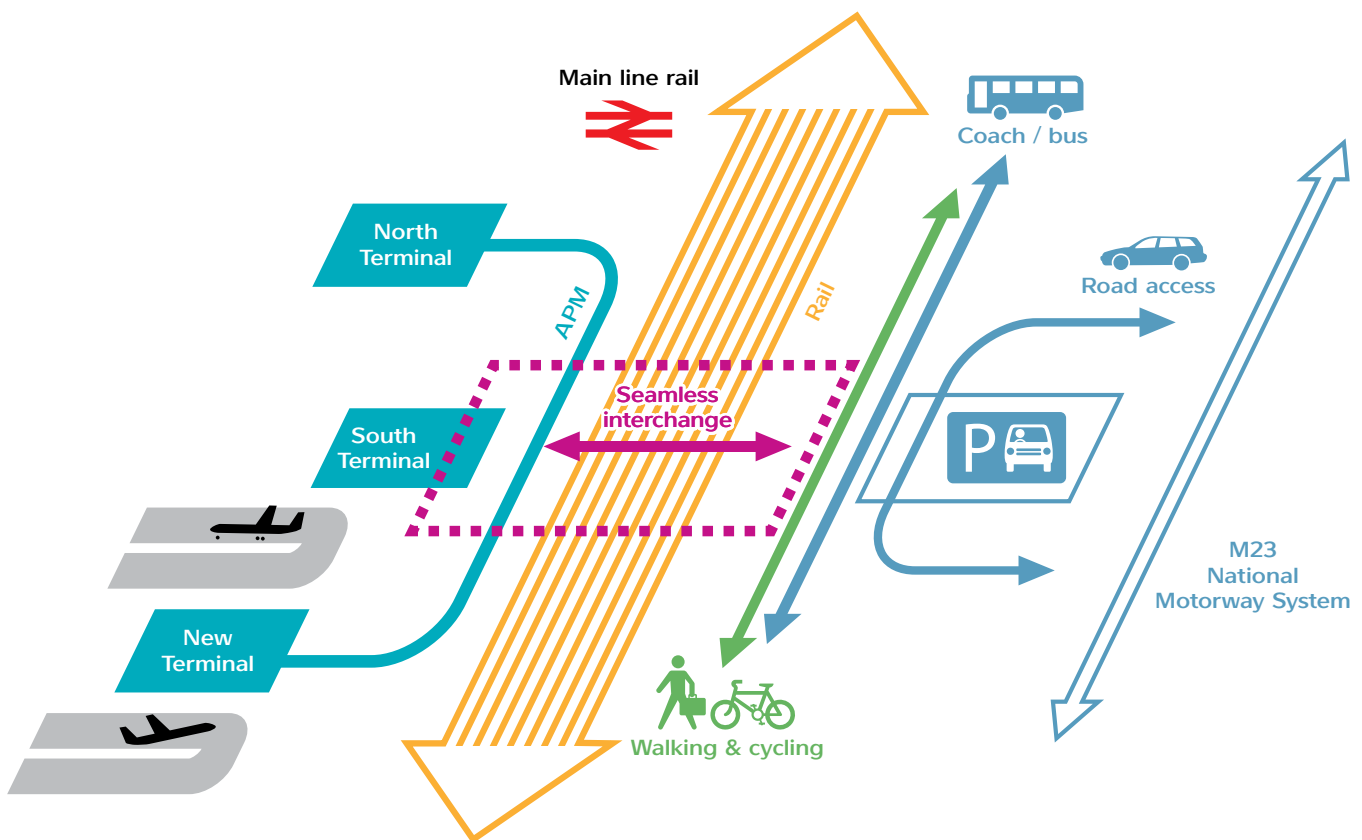 Main line rail
Coach / bus
North
Terminal
APM
Rail
Road access
Seamless
interchange
South
Terminal
P
M23
National
Motorway System
New
Terminal
Walking & cycling